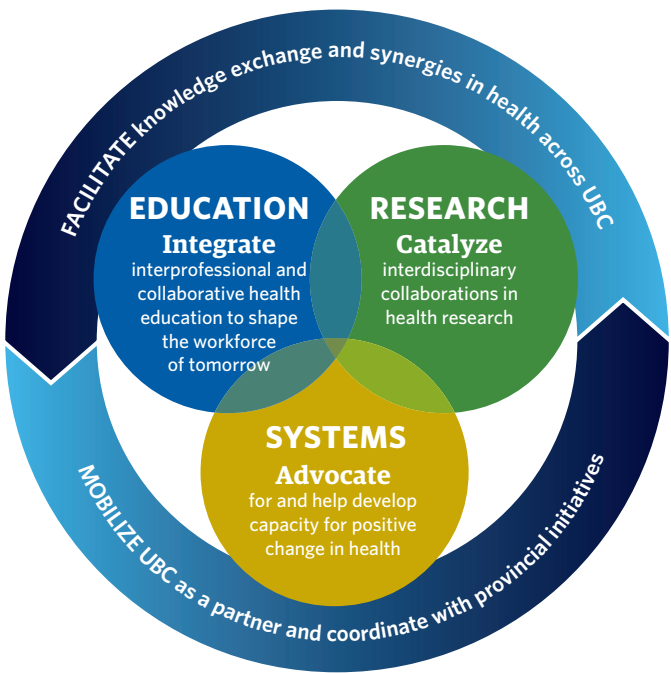 FACILITATE knowledge exchange and synergies in health across UBC
EDUCATION
Integrate
interprofessional and
collaborative health
education to shape
the workforce
of tomorrow
RESEARCH
Catalyze
interdisciplinary
collaborations in
health research
SYSTEMS
Advocate
for and help develop
capacity for positive
change in health
MOBILIZE UBC as a partner and coordinate with provincial initiatives